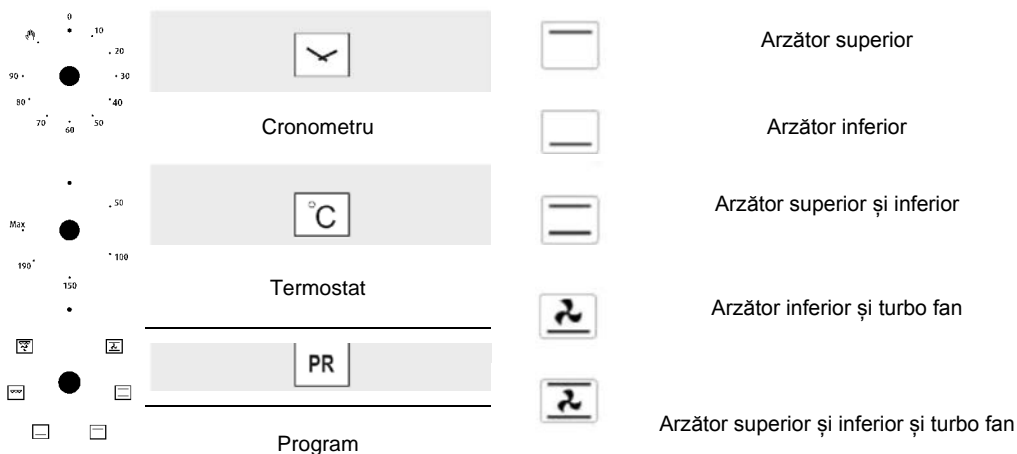 0
10
20
90
30
80
40
70
60
50
Cronometru
50
Max
°C
190
100
150
Termostat
PR
Program
Arzător superior
Arzător inferior
Arzător superior și inferior
Arzător inferior și turbo fan
Arzător superior și inferior și turbo fan